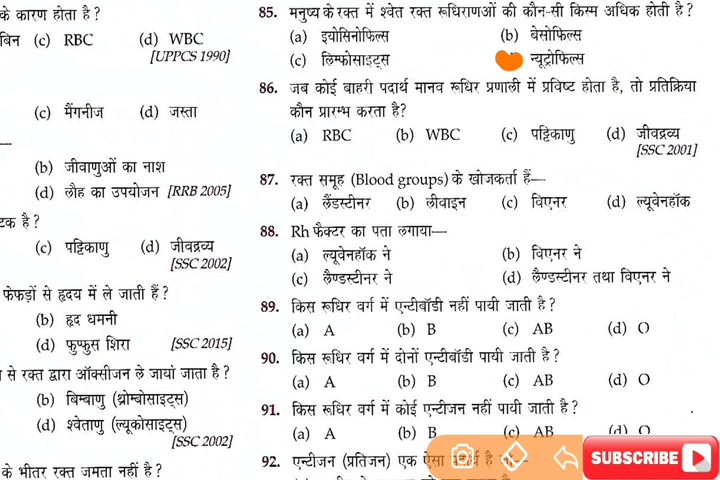 के कारण होता है ?
बिन (c) RBC (d) WBC
[UPPCS 1990]
(c) मैंगनीज (d) जस्ता
(b) जीवाणुओं का नाश
(d) लौह का उपयोजन [RRB 2005]
टक है ?
(c) पट्टिकाणु (d) जीवद्रव्य
[SSC 2002]
फेफड़ों से हृदय में ले जाती हैं ?
(b) हृद धमनी
(d) फुफ्फुस शिरा [SSC 2015]
से रक्त द्वारा ऑक्सीजन ले जायां जाता है ?
(b) बिम्बाणु (थ्रोम्बोसाइट्स)
(d) श्वेताणु (ल्यूकोसाइट्स)
[SSC 2002]
के भीतर रक्त जमता नहीं है ?
85. मनुष्य के रक्त में श्वेत रक्त रूधिराणओं की कौन-सी किस्म अधिक होती है ?
(a) इयोसिनोफिल्स (b) बेसोफिल्स
(c) लिम्फोसाइट्स न्यूट्रोफिल्स
86. जब कोई बाहरी पदार्थ मानव रूधिर प्रणाली में प्रविष्ट होता है, तो प्रतिक्रिया
कौन प्रारम्भ करता है?
(a) RBC (b) WBC (c) पट्टिकाणु (d) जीवद्रव्य
[SSC 2001]
87. रक्त समूह (Blood groups) के खोजकर्ता हैं—
(a) लैंडस्टीनर (b) लीवाइन (c) विएनर (d) ल्यूवेनहॉक
88. Rh फैक्टर का पता लगाया—
(a) ल्यूवेनहॉक ने (b) विएनर ने
(c) लैण्डस्टीनर ने (d) लैण्डस्टीनर तथा विएनर ने
89. किस रूधिर वर्ग में एन्टीबॉडी नहीं पायी जाती है ?
(a) A (b) B (c) AB (d) O
90. किस रूधिर वर्ग में दोनों एन्टीबॉडी पायी जाती है ?
(a) A (b) B (c) AB (d) O
91. किस रूधिर वर्ग में कोई एन्टीजन नहीं पायी जाती है ?
(a) A (b) B (c) AB (d) O
92. एन्टीजन (प्रतिजन) एक ऐसा है
SUBSCRIBE